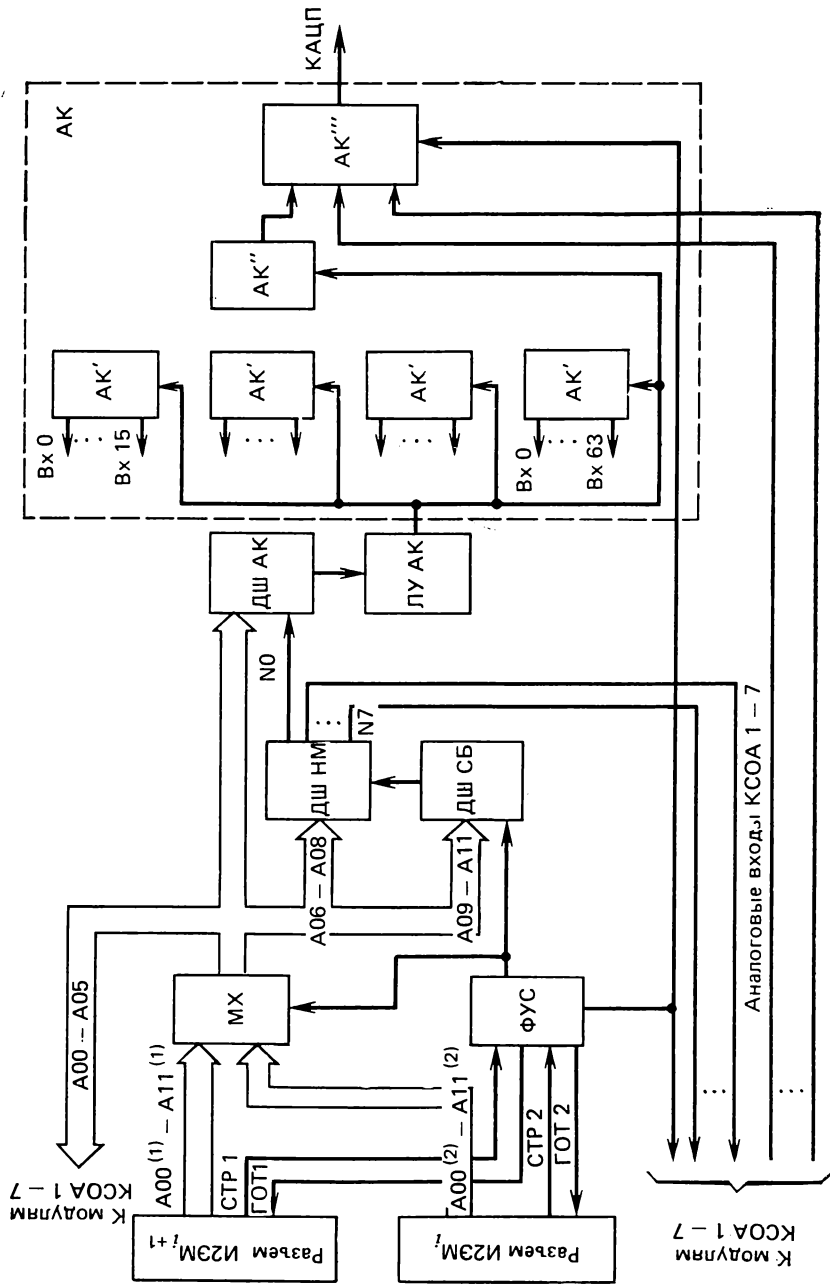 К модулям
КСОА 1 – 7
А00 – А05
Разъем И2ЭМ i+1
А00 (1) – А11 (1)
СТР 1
ГОТ1
МХ
Разъем И2ЭМ i
А00 (2) – А11 (2)
СТР 2
ГОТ 2
ФУС
А06 – А08
А09 – А11
ДШ НМ
ДШ СБ
N0
...
N7
ДШ АК
ЛУ АК
АК
Вх 0
...
Вх 15
АК'
...
АК'
...
АК'
Вх 0
...
Вх 63
АК'
АК''
АК'''
КАЦП
К модулям
КСОА 1 – 7
...
Аналоговые входы КСОА 1 – 7
...